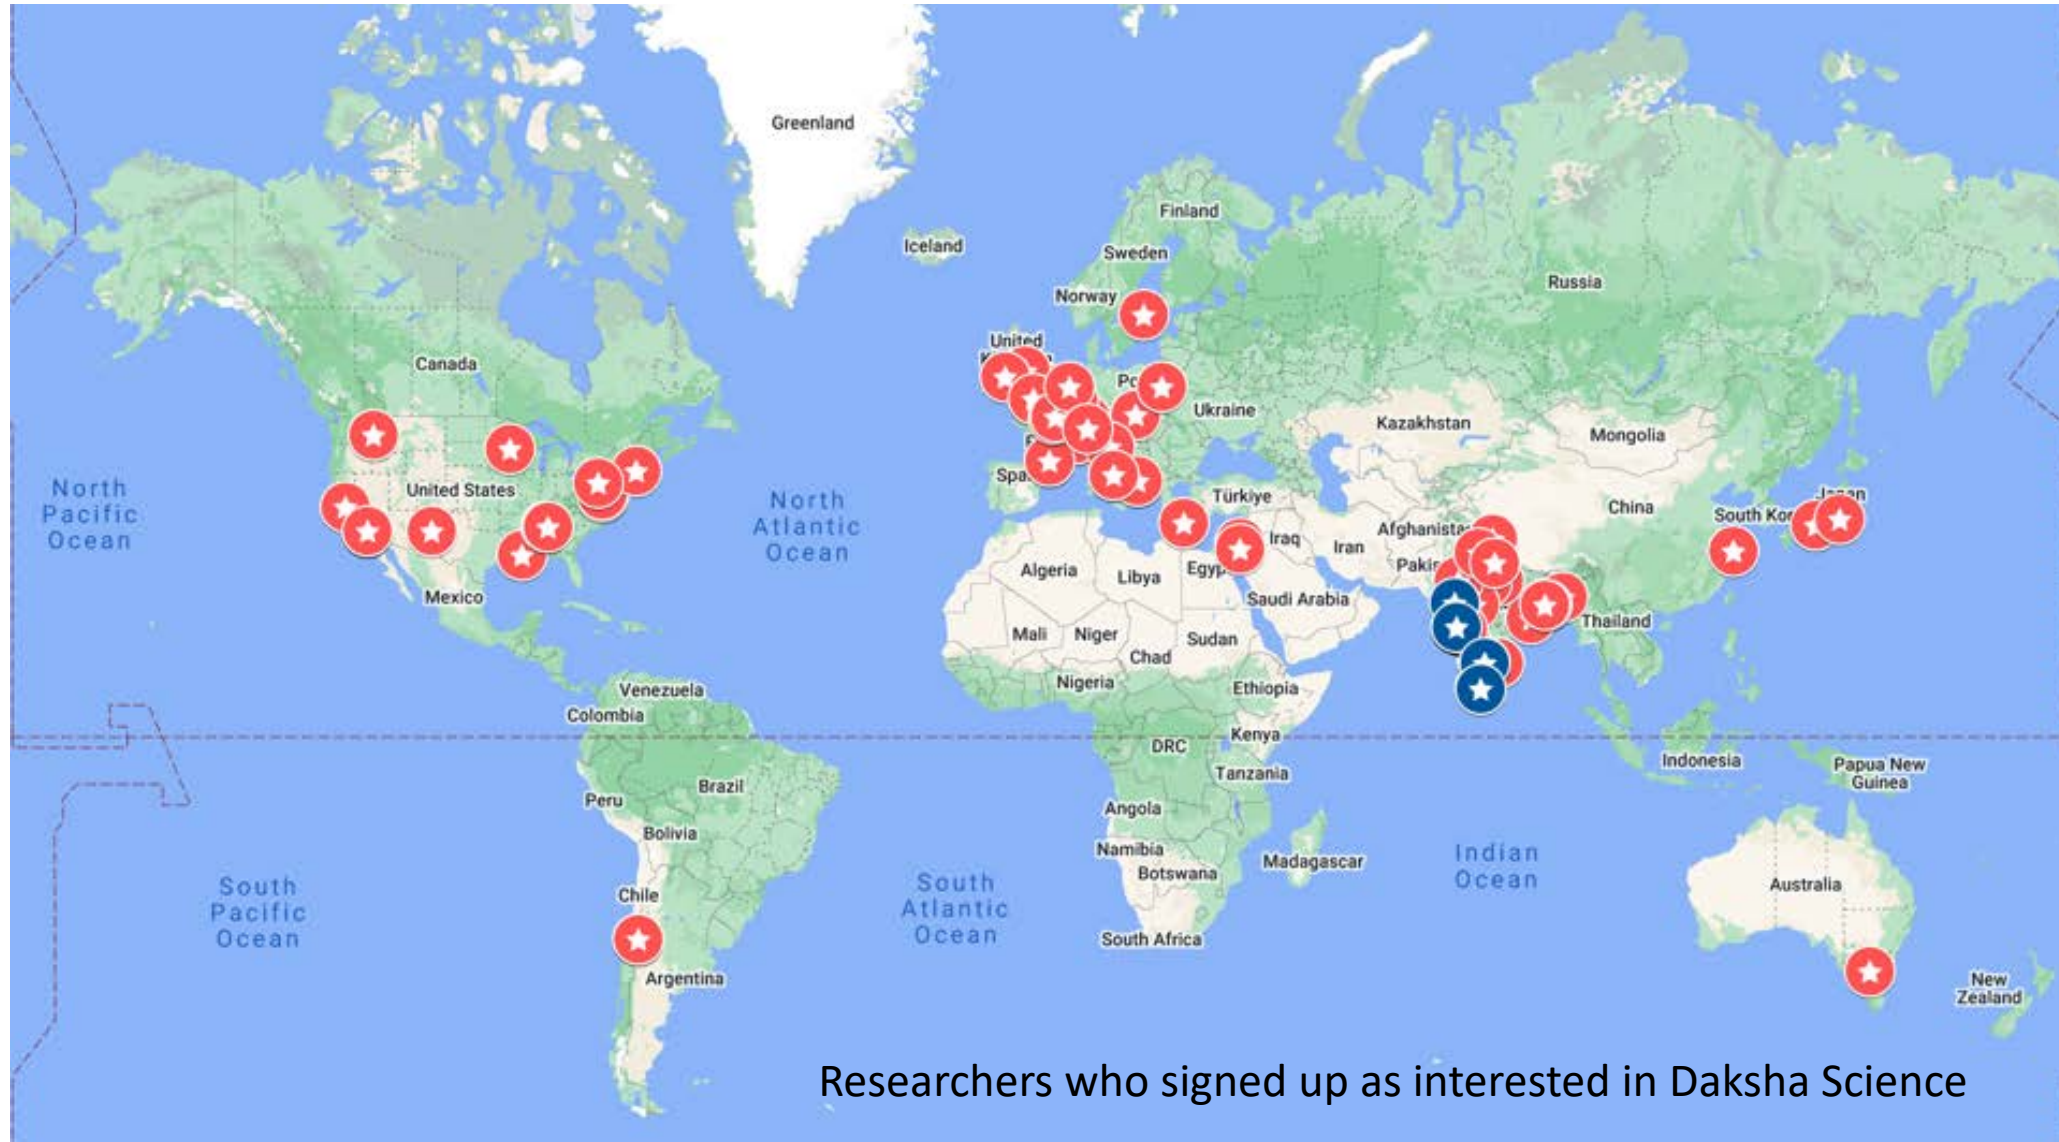 Greenland
Iceland
Finland
Sweden
Norway
Russia
Canada
United
Ukraine
Kazakhstan
Mongolia
North
Pacific
Ocean
United States
North
Atlantic
Ocean
Türkiye
China
South Kor
Japan
Afghanista
Iraq
Iran
Algeria
Libya
Egyp
Pakis
Mexico
Saudi Arabia
Thailand
Mali
Niger
Sudan
Chad
Venezuela
Nigeria
Ethiopia
Colombia
DRC
Kenya
Indonesia
Papua New
Guinea
Tanzania
Brazil
Peru
Angola
Bolivia
Namibia
Botswana
Madagascar
Indian
Ocean
Australia
South
Pacific
Ocean
Chile
South
Atlantic
Ocean
South Africa
Argentina
New
Zealand
Researchers who signed up as interested in Daksha Science